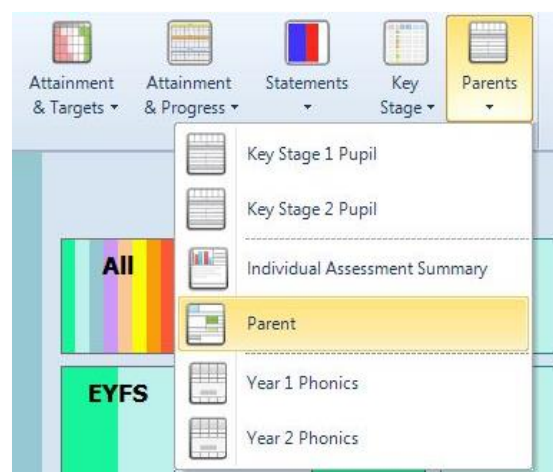 Attainment
& Targets
Attainment
& Progress
Statements
Key
Stage
Parents
Key Stage 1 Pupil
Key Stage 2 Pupil
Individual Assessment Summary
Parent
Year 1 Phonics
Year 2 Phonics
All
EYFS